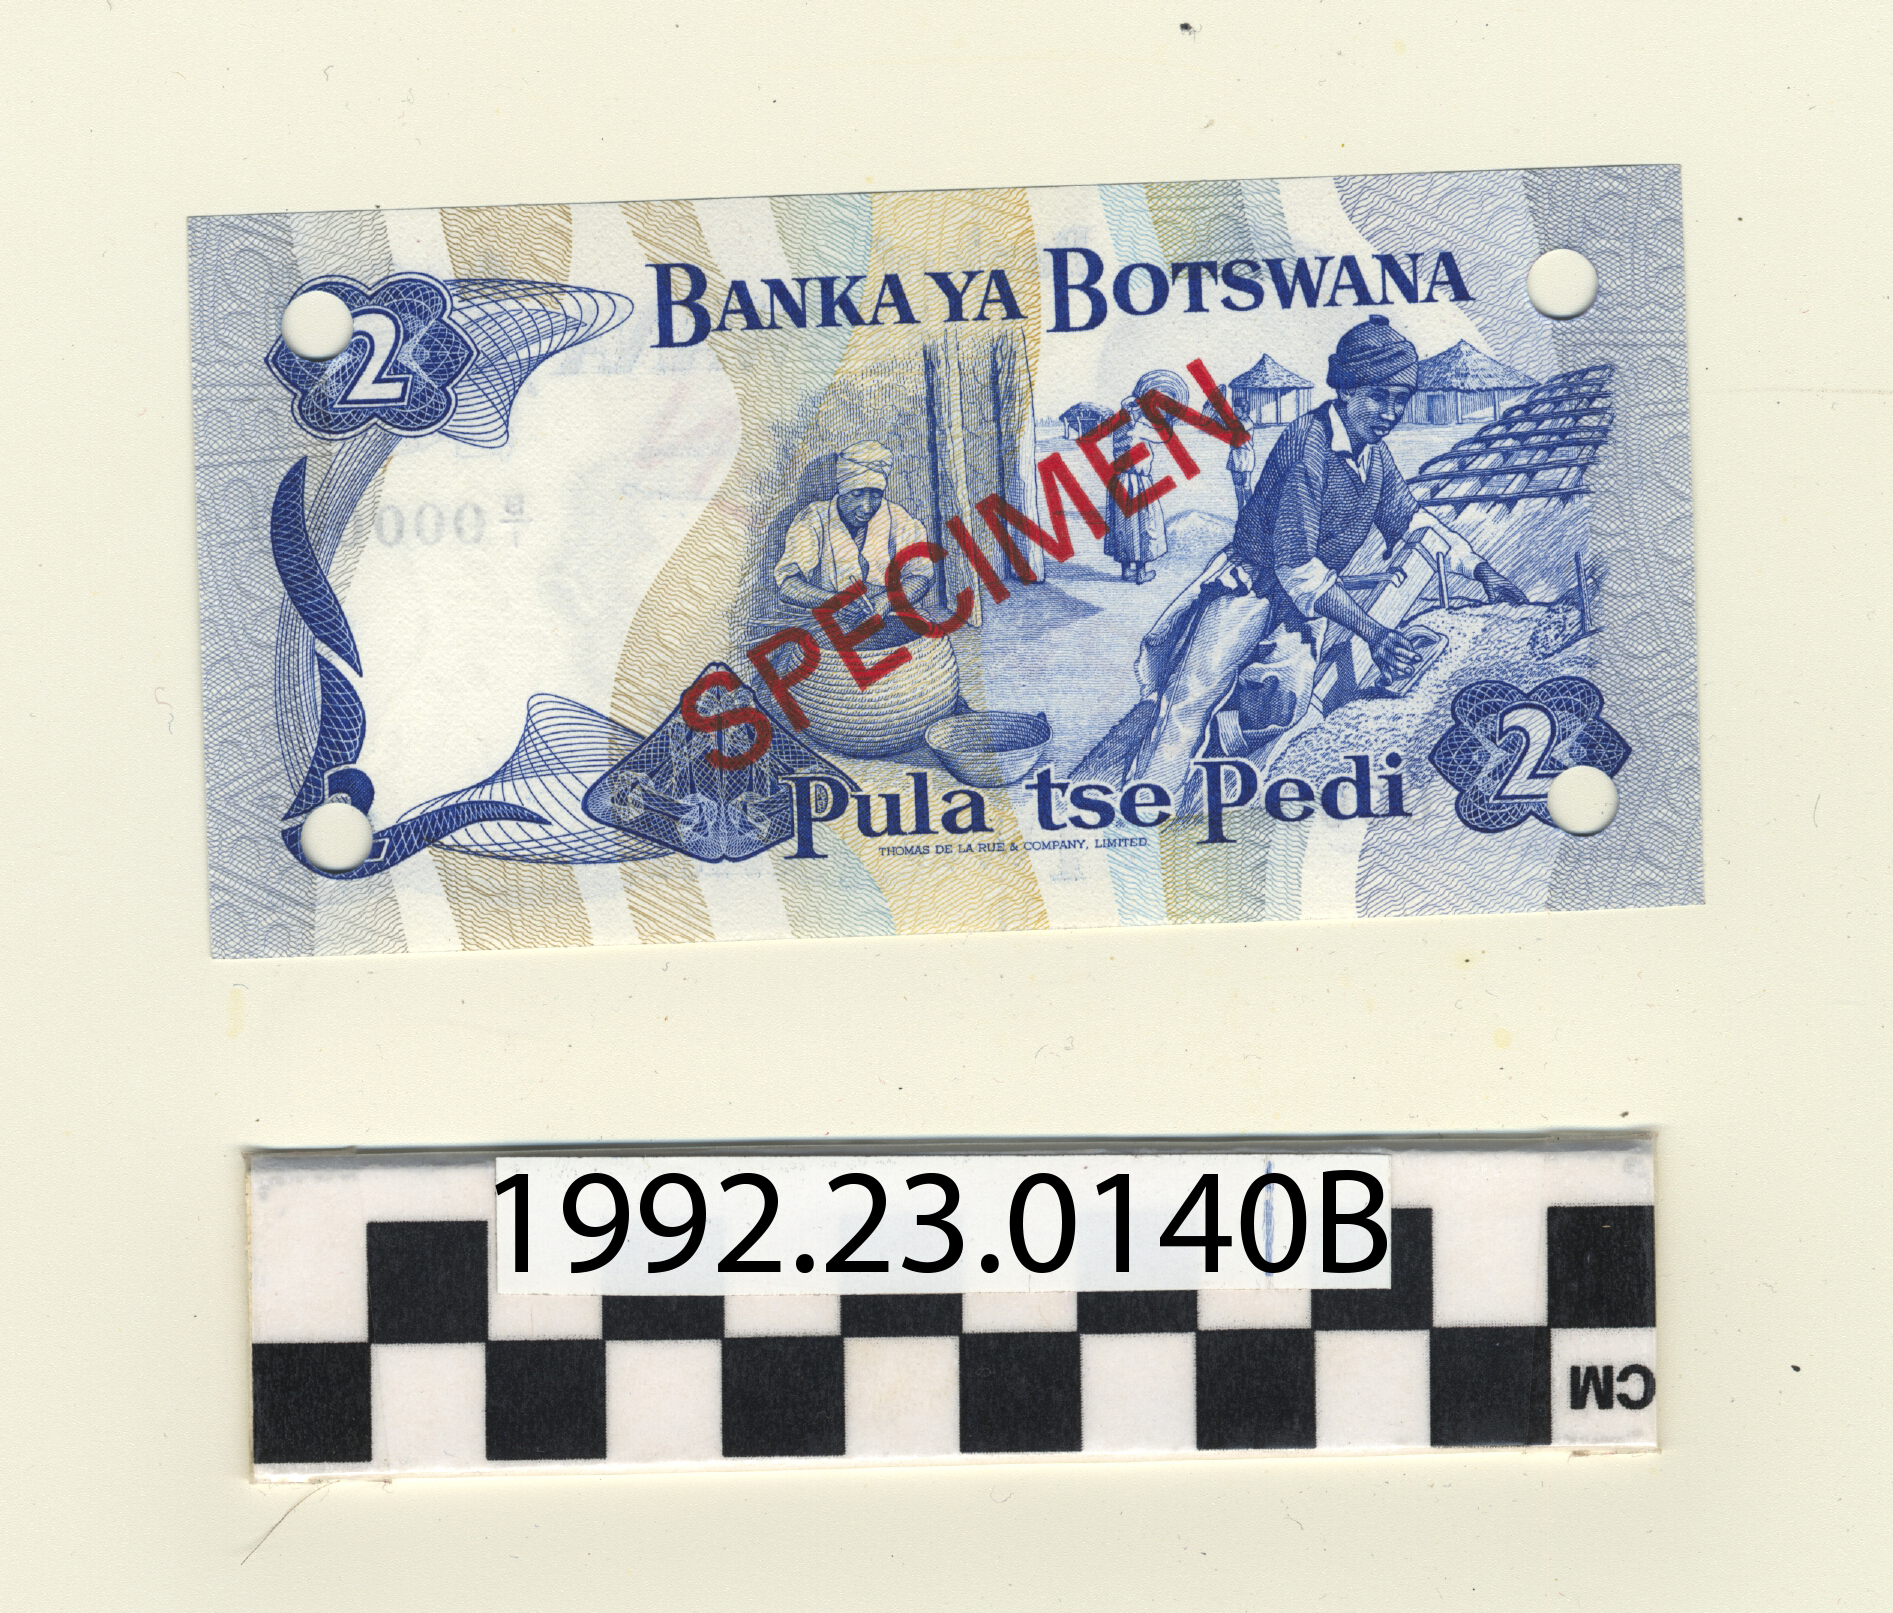 2
BANKA YA BOTSWANA
SPECIMEN
Pula tse Pedi
2
THOMAS DE LA RUE & COMPANY, LIMITED
1992.23.0140B
CM